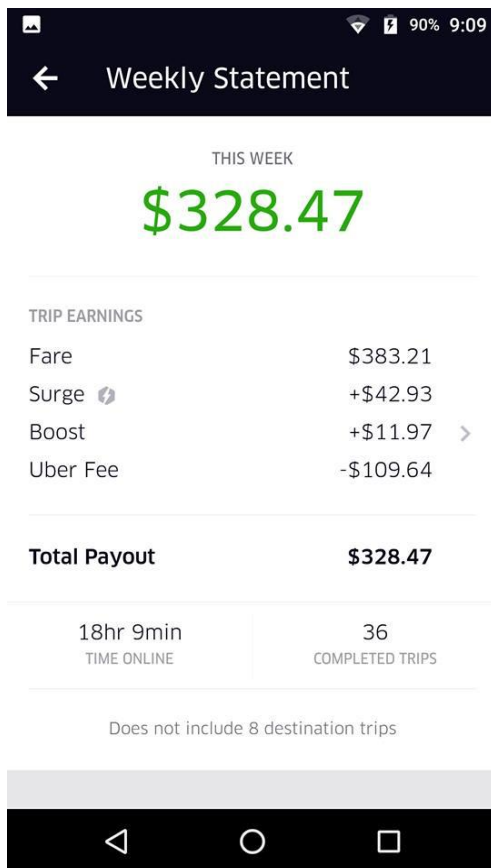 90% 9:09
Weekly Statement
THIS WEEK
$328.47
TRIP EARNINGS
Fare $383.21
Surge +$42.93
Boost +$11.97
Uber Fee -$109.64
Total Payout $328.47
18hr 9min 36
TIME ONLINE COMPLETED TRIPS
Does not include 8 destination trips